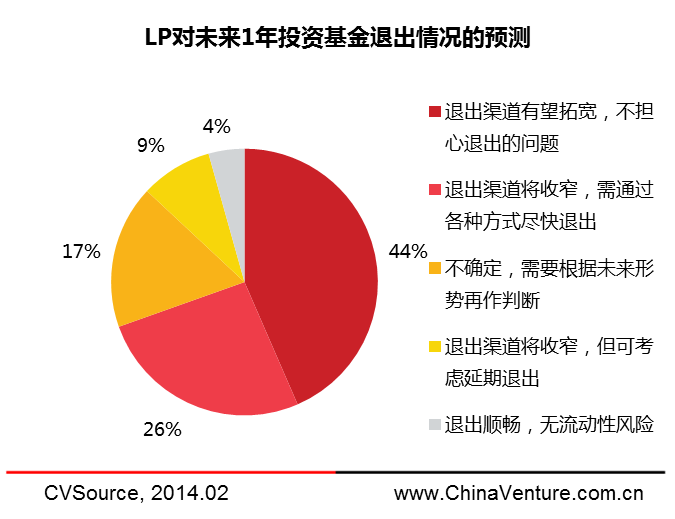 LP对未来1年投资基金退出情况的预测
4%
9%
17%
44%
26%
退出渠道有望拓宽，不担
心退出的问题
退出渠道将收窄，需通过
各种方式尽快退出
不确定，需要根据未来形
势再作判断
退出渠道将收窄，但可考
虑延期退出
退出顺畅，无流动性风险
CVSource, 2014.02
www.ChinaVenture.com.cn